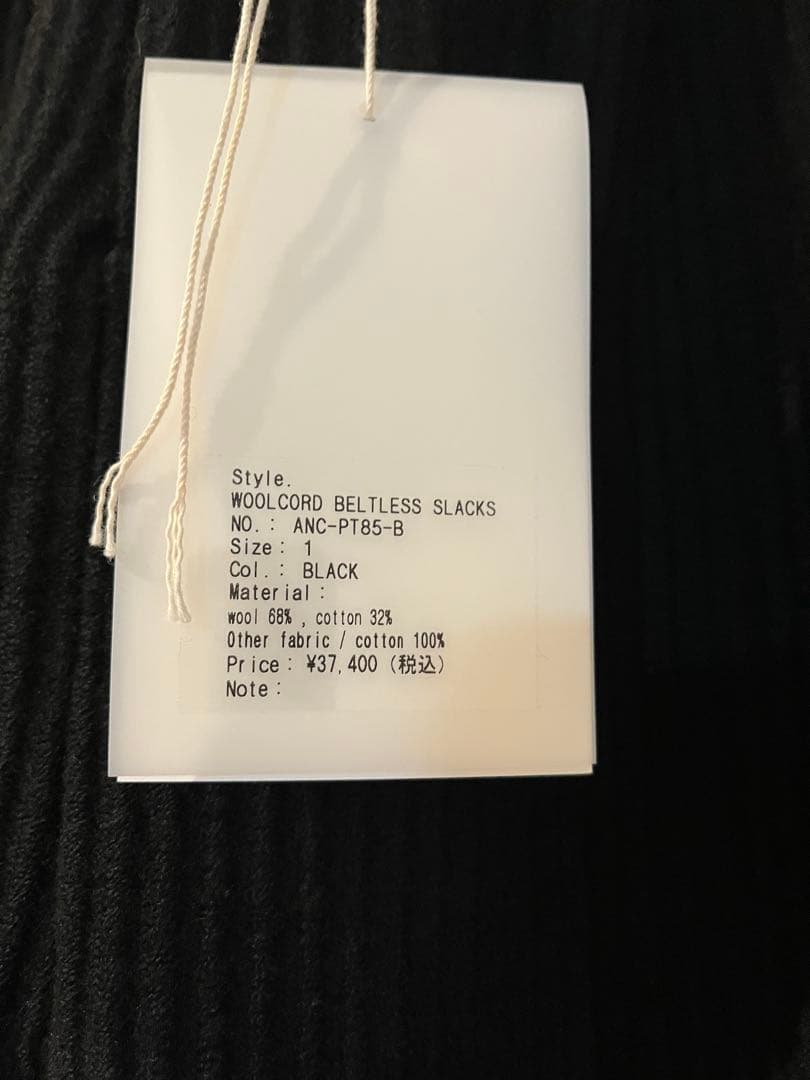 Style.
WOOLCORD BELTLESS SLACKS
NO.: ANC-PT85-B
Size: 1
Col.: BLACK
Material:
wool 68% , cotton 32%
Other fabric / cotton 100%
Price: ¥37,400 (税込)
Note: